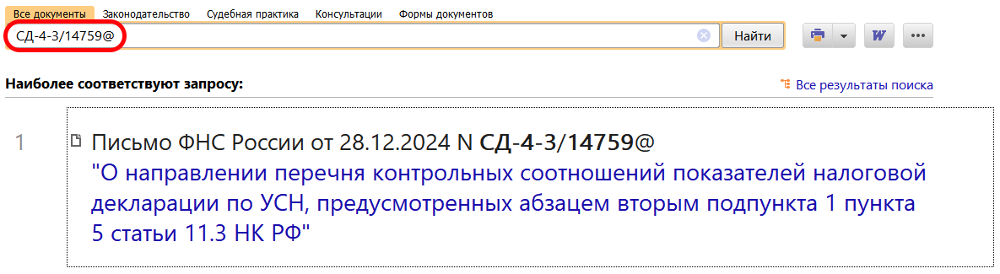 Все документы Законодательство Судебная практика Консультации Формы документов
СД-4-3/14759@ Найти W
Наиболее соответствуют запросу: Все результаты поиска
1 Письмо ФНС России от 28.12.2024 N СД-4-3/14759@
"О направлении перечня контрольных соотношений показателей налоговой
декларации по УСН, предусмотренных абзацем вторым подпункта 1 пункта
5 статьи 11.3 НК РФ"